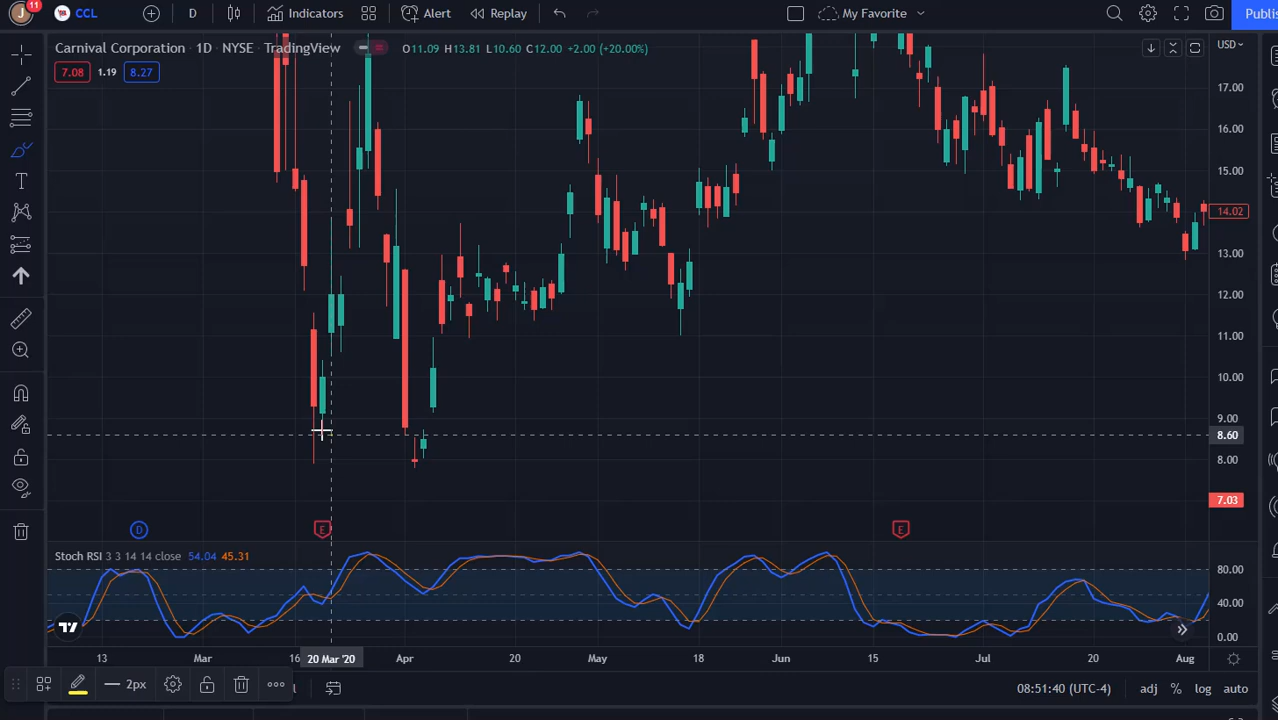 J 11 CCL D Indicators Alert Replay My Favorite Publis
Carnival Corporation · 1D · NYSE · TradingView O11.09 H13.81 L10.60 C12.00 +2.00 (+20.00%) USD
7.08 1.19 8.27
17.00
16.00
15.00
14.02
13.00
12.00
11.00
10.00
9.00
8.60
8.00
7.03
D E E
Stoch RSI 3 3 14 14 close 54.04 45.31
80.00
40.00
0.00
13 Mar 16 20 Mar '20 Apr 20 May 18 Jun 15 Jul 20 Aug
2px 08:51:40 (UTC-4) adj % log auto